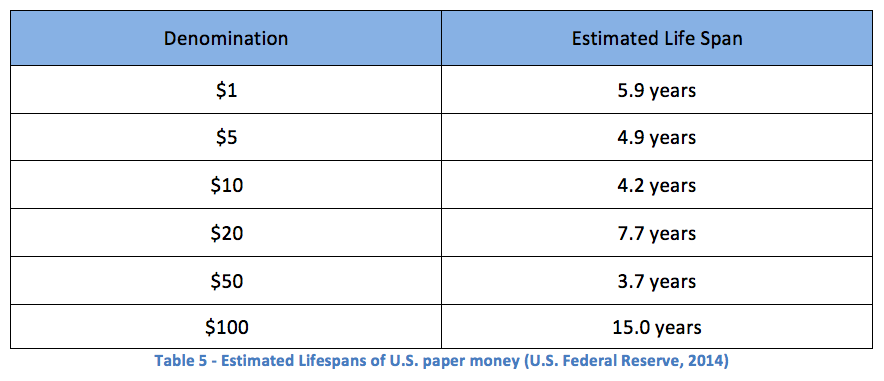 Denomination Estimated Life Span
$1 5.9 years
$5 4.9 years
$10 4.2 years
$20 7.7 years
$50 3.7 years
$100 15.0 years
Table 5 - Estimated Lifespans of U.S. paper money (U.S. Federal Reserve, 2014)